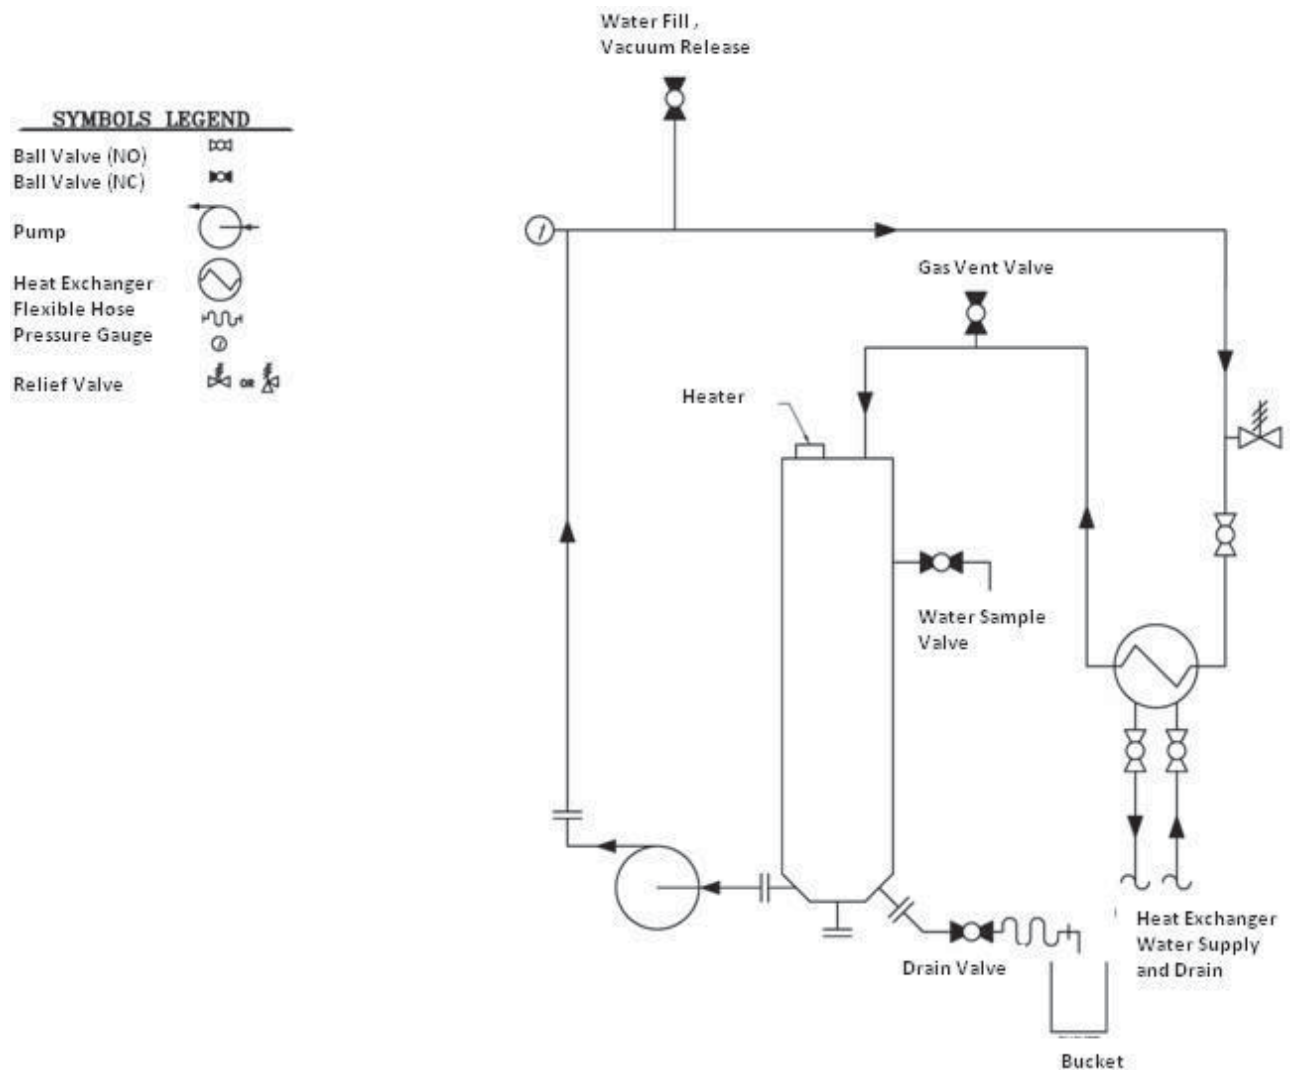 Water Fill ,
Vacuum Release
SYMBOLS LEGEND
Ball Valve (NO)
Ball Valve (NC)
Pump
Heat Exchanger
Flexible Hose
Pressure Gauge
Relief Valve
OR
Gas Vent Valve
Heater
Water Sample
Valve
Heat Exchanger
Water Supply
and Drain
Drain Valve
Bucket